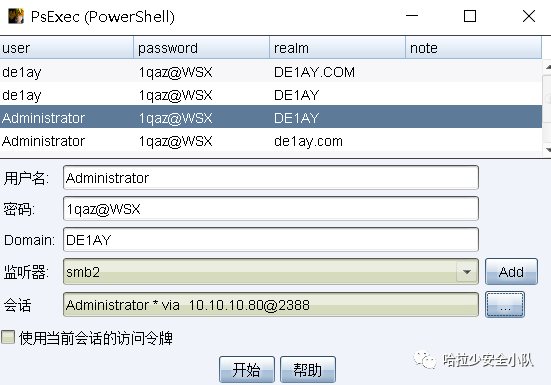 PsExec (PowerShell)
user password realm note
de1ay 1qaz@WSX DE1AY.COM
de1ay 1qaz@WSX DE1AY
Administrator 1qaz@WSX DE1AY
Administrator 1qaz@WSX de1ay.com
用户名: Administrator
密码: 1qaz@WSX
Domain: DE1AY
监听器: smb2 Add
会话 Administrator * via 10.10.10.80@2388 ...
使用当前会话的访问令牌
开始 帮助
哈拉少安全小队